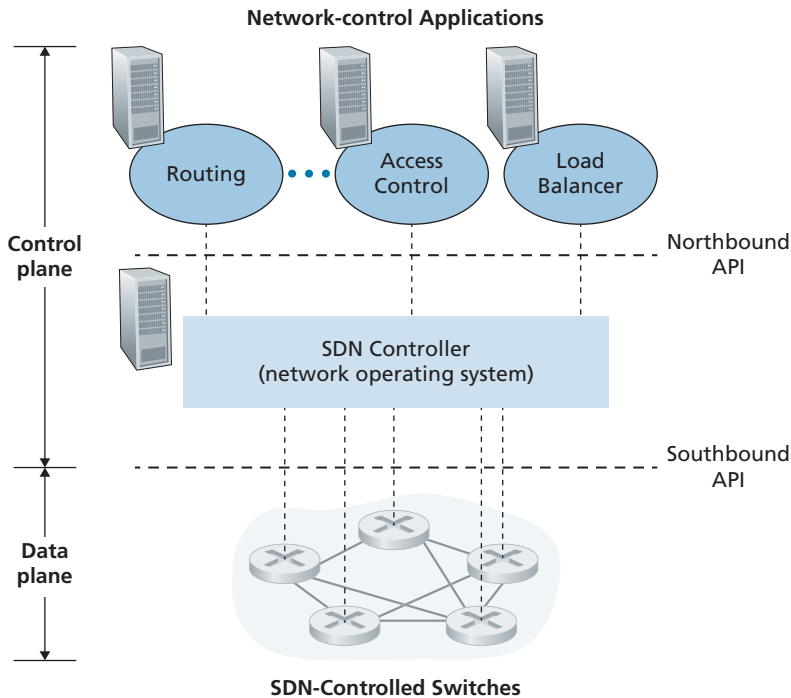 Network-control Applications
Routing
Access
Control
Load
Balancer
Control
plane
Northbound
API
SDN Controller
(network operating system)
Southbound
API
Data
plane
SDN-Controlled Switches